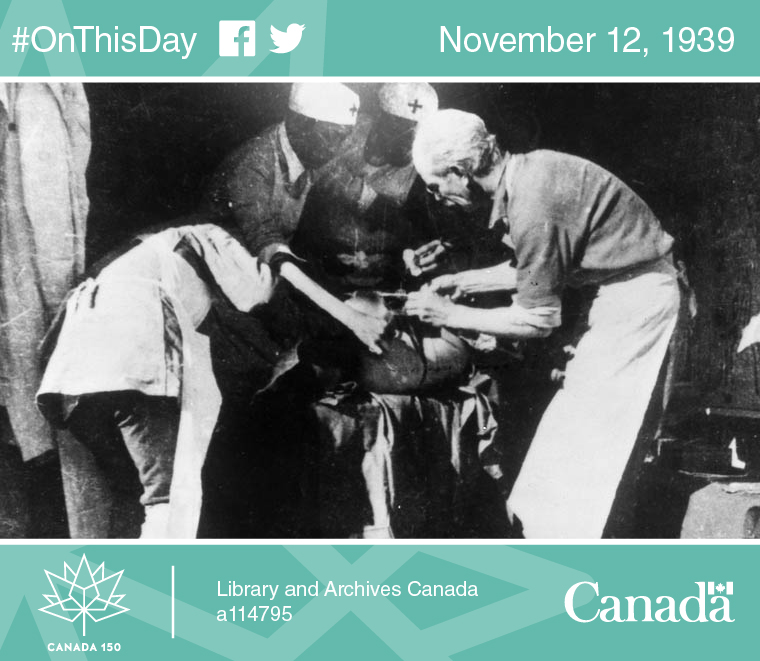 #OnThisDay
November 12, 1939
Library and Archives Canada
a114795
CANADA 150
Canada